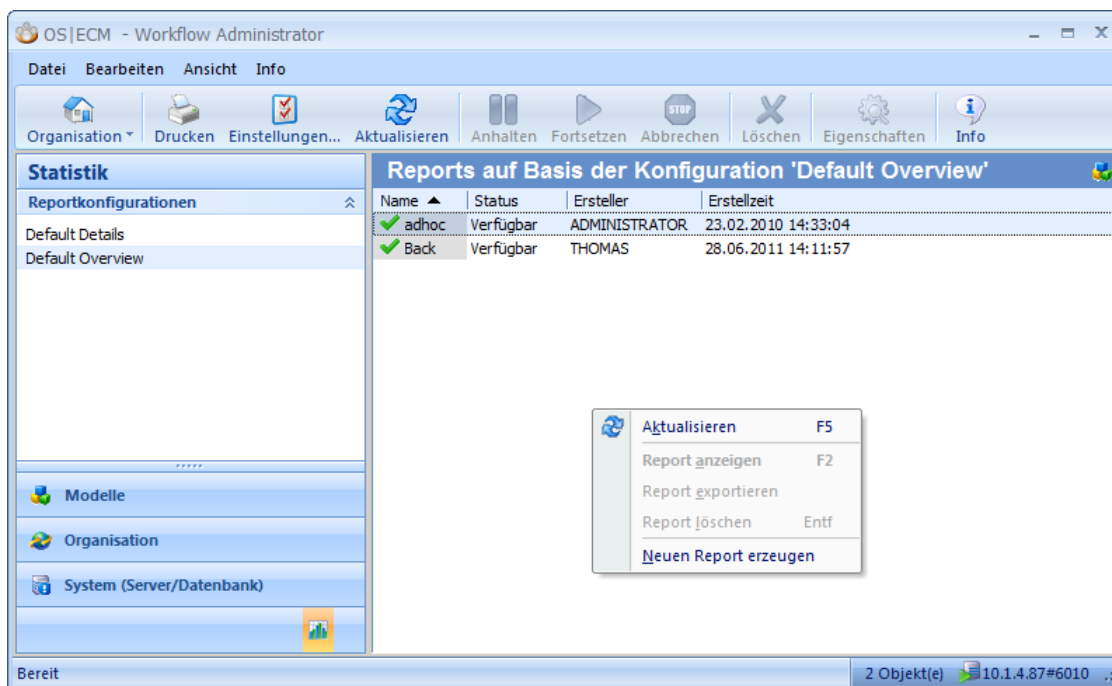 OS|ECM - Workflow Administrator
Datei Bearbeiten Ansicht Info
Organisation Drucken Einstellungen... Aktualisieren Anhalten Fortsetzen STOP Abbrechen Löschen Eigenschaften Info
Statistik
Reportkonfigurationen
Default Details
Default Overview
Modelle
Organisation
System (Server/Datenbank)
Reports auf Basis der Konfiguration 'Default Overview'
Name Status Ersteller Erstellzeit
adhoc Verfügbar ADMINISTRATOR 23.02.2010 14:33:04
Back Verfügbar THOMAS 28.06.2011 14:11:57
Aktualisieren F5
Report anzeigen F2
Report exportieren
Report löschen Entf
Neuen Report erzeugen
Bereit 2 Objekt(e) 10.1.4.87#6010